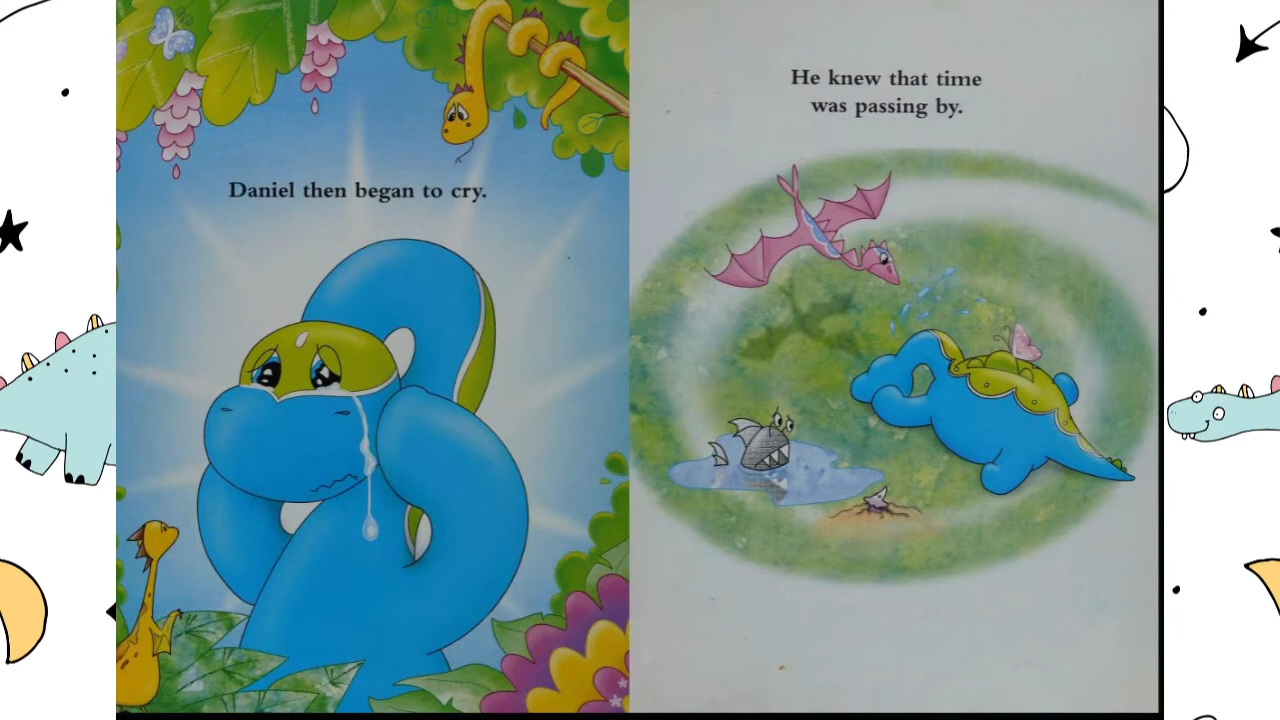 Daniel then began to cry.
He knew that time
was passing by.